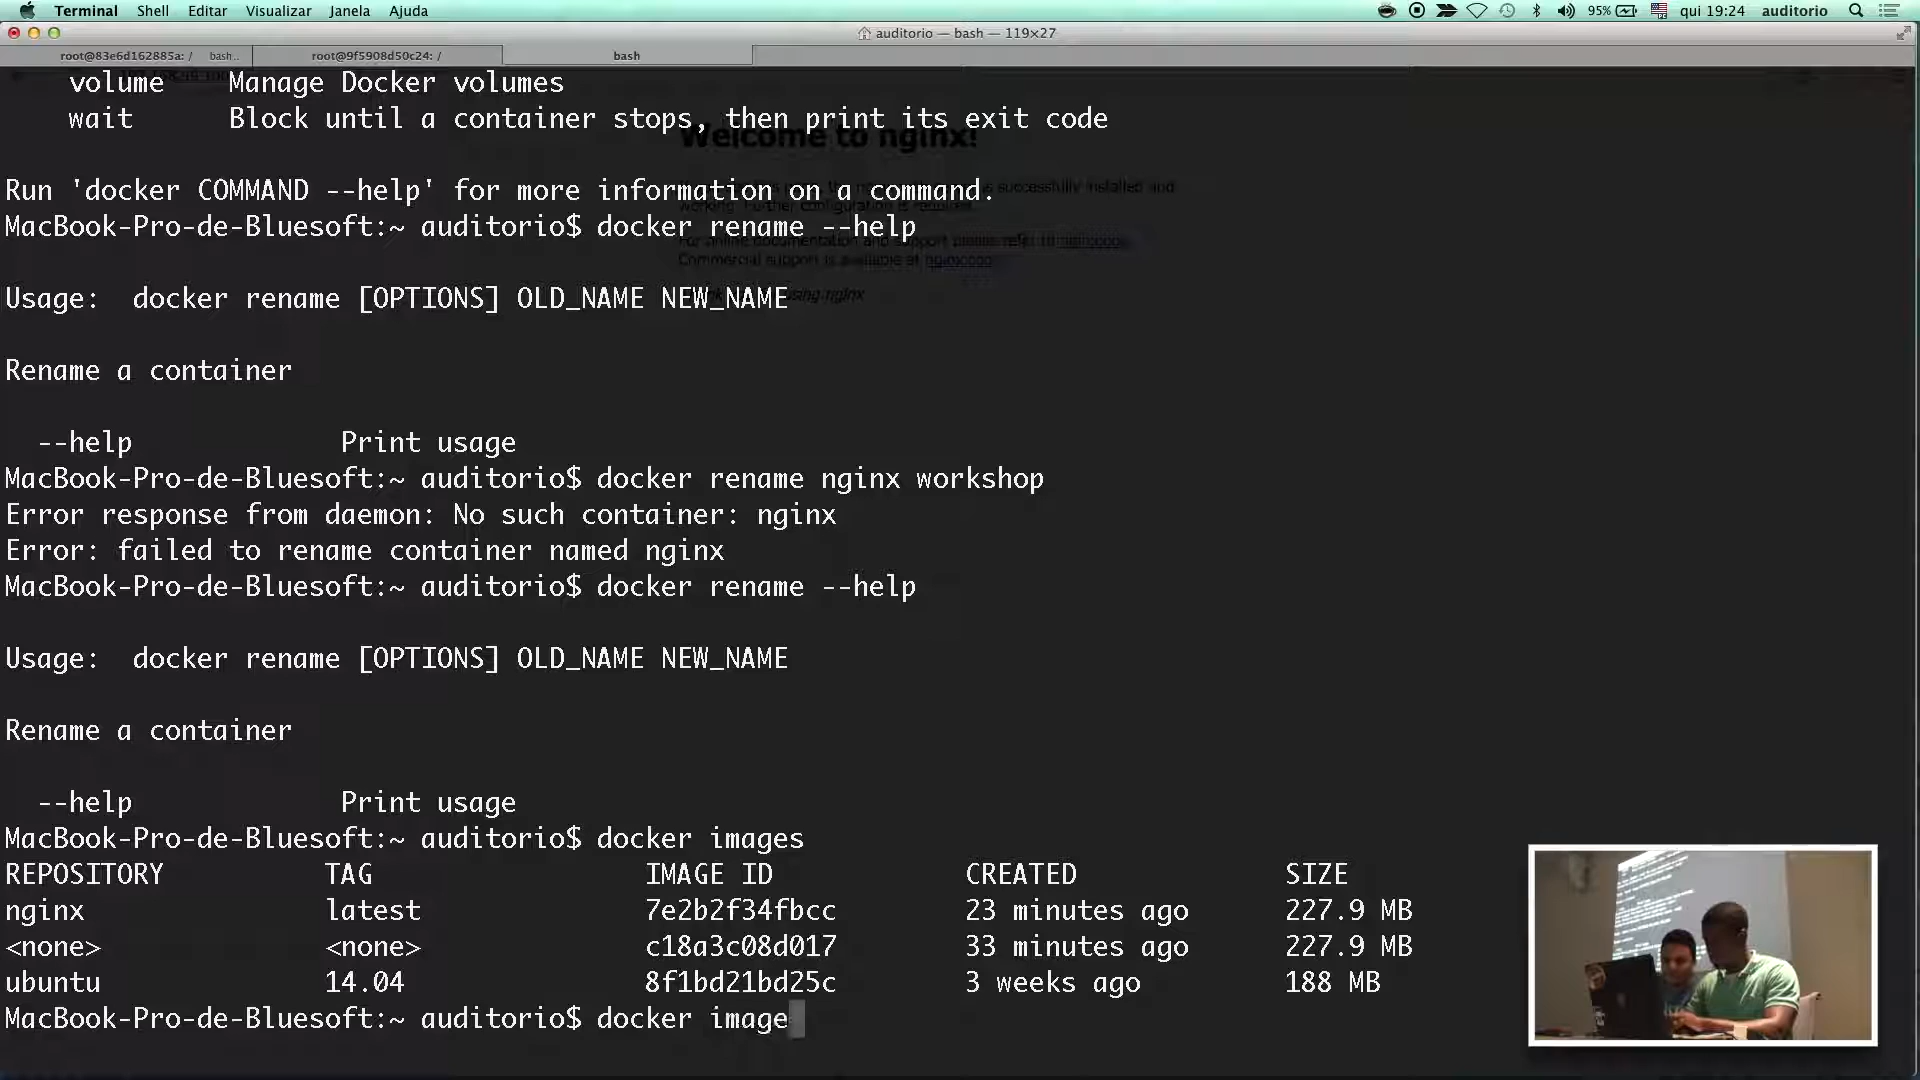 Terminal Shell Editar Visualizar Janela Ajuda 95% qui 19:24 auditorio
auditorio — bash — 119×27
root@83e6d162885a: / bash... root@9f5908d50c24: / bash
volume Manage Docker volumes
wait Block until a container stops, then print its exit code
Welcome to nginx!
Run 'docker COMMAND --help' for more information on a command.
MacBook-Pro-de-Bluesoft:~ auditorio$ docker rename --help
Usage: docker rename [OPTIONS] OLD_NAME NEW_NAME
Rename a container
--help Print usage
MacBook-Pro-de-Bluesoft:~ auditorio$ docker rename nginx workshop
Error response from daemon: No such container: nginx
Error: failed to rename container named nginx
MacBook-Pro-de-Bluesoft:~ auditorio$ docker rename --help
Usage: docker rename [OPTIONS] OLD_NAME NEW_NAME
Rename a container
--help Print usage
MacBook-Pro-de-Bluesoft:~ auditorio$ docker images
REPOSITORY TAG IMAGE ID CREATED SIZE
nginx latest 7e2b2f34fbcc 23 minutes ago 227.9 MB
<none> <none> c18a3c08d017 33 minutes ago 227.9 MB
ubuntu 14.04 8f1bd21bd25c 3 weeks ago 188 MB
MacBook-Pro-de-Bluesoft:~ auditorio$ docker image